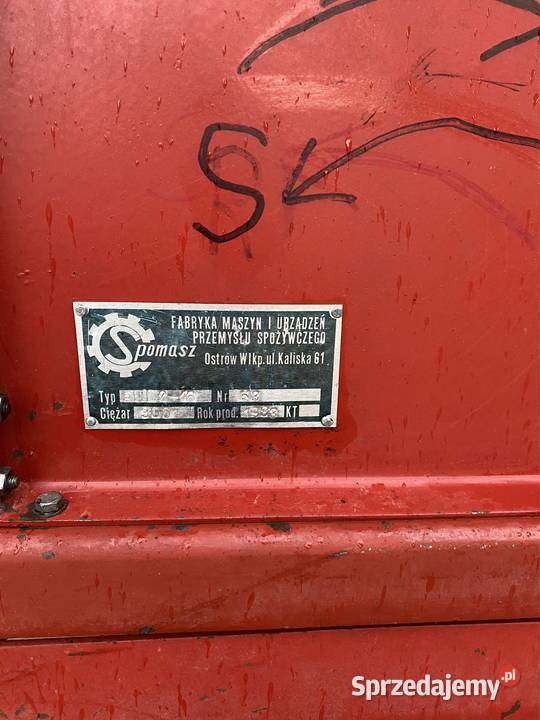 S
FABRYKA MASZYN I URZĄDZEŃ
PRZEMYSŁU SPOŻYWCZEGO
Spomasz
Ostrów Wlkp. ul. Kaliska 61
Typ Nr 63
Ciężar Rok prod. KT
Sprzedajemy.pl